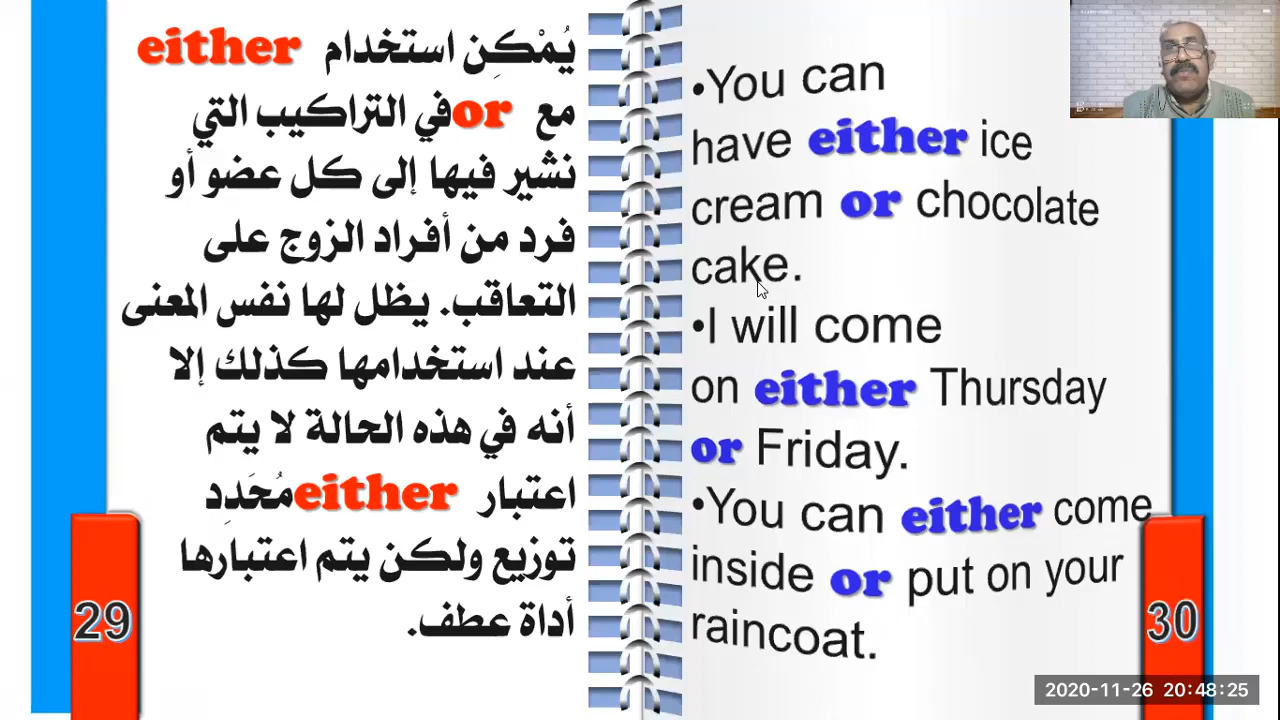 يُمْكِن استخدام either
مع or في التراكيب التي
نشير فيها إلى كل عضو أو
فرد من أفراد الزوج على
التعاقب. يظل لها نفس المعنى
عند استخدامها كذلك إلا
أنه في هذه الحالة لا يتم
اعتبار either مُحَدِد
توزيع ولكن يتم اعتبارها
أداة عطف.
29
•You can
have either ice
cream or chocolate
cake.
•I will come
on either Thursday
or Friday.
•You can either come
inside or put on your
raincoat.
30
2020-11-26 20:48:25